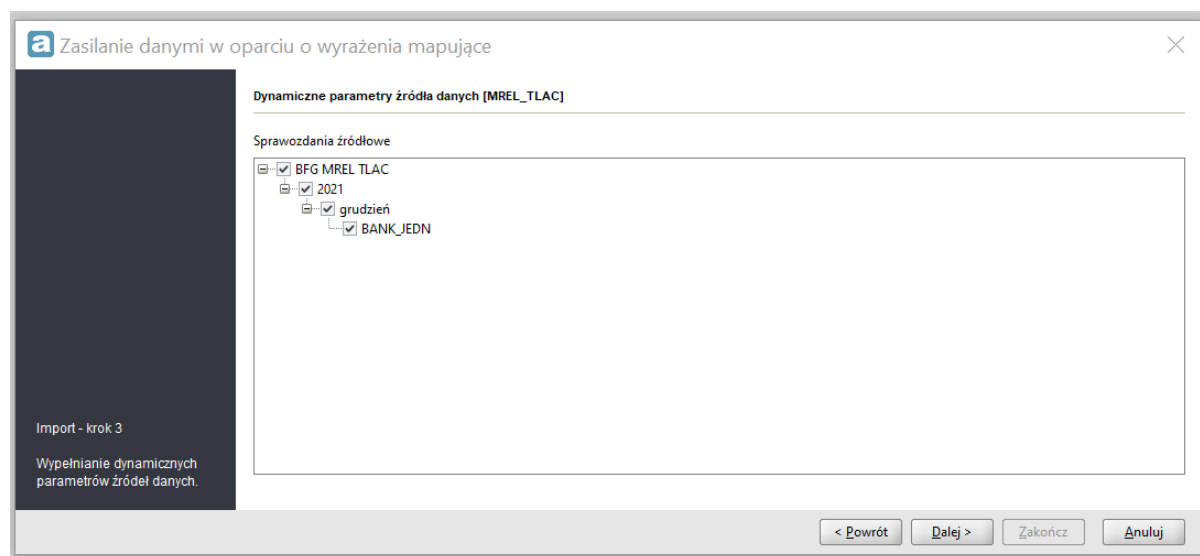 a Zasilanie danymi w oparciu o wyrażenia mapujące
Dynamiczne parametry źródła danych [MREL_TLAC]
Sprawozdania źródłowe
BFG MREL TLAC
2021
grudzień
BANK_JEDN
Import - krok 3
Wypełnianie dynamicznych
parametrów źródeł danych.
< Powrót Dalej > Zakończ Anuluj